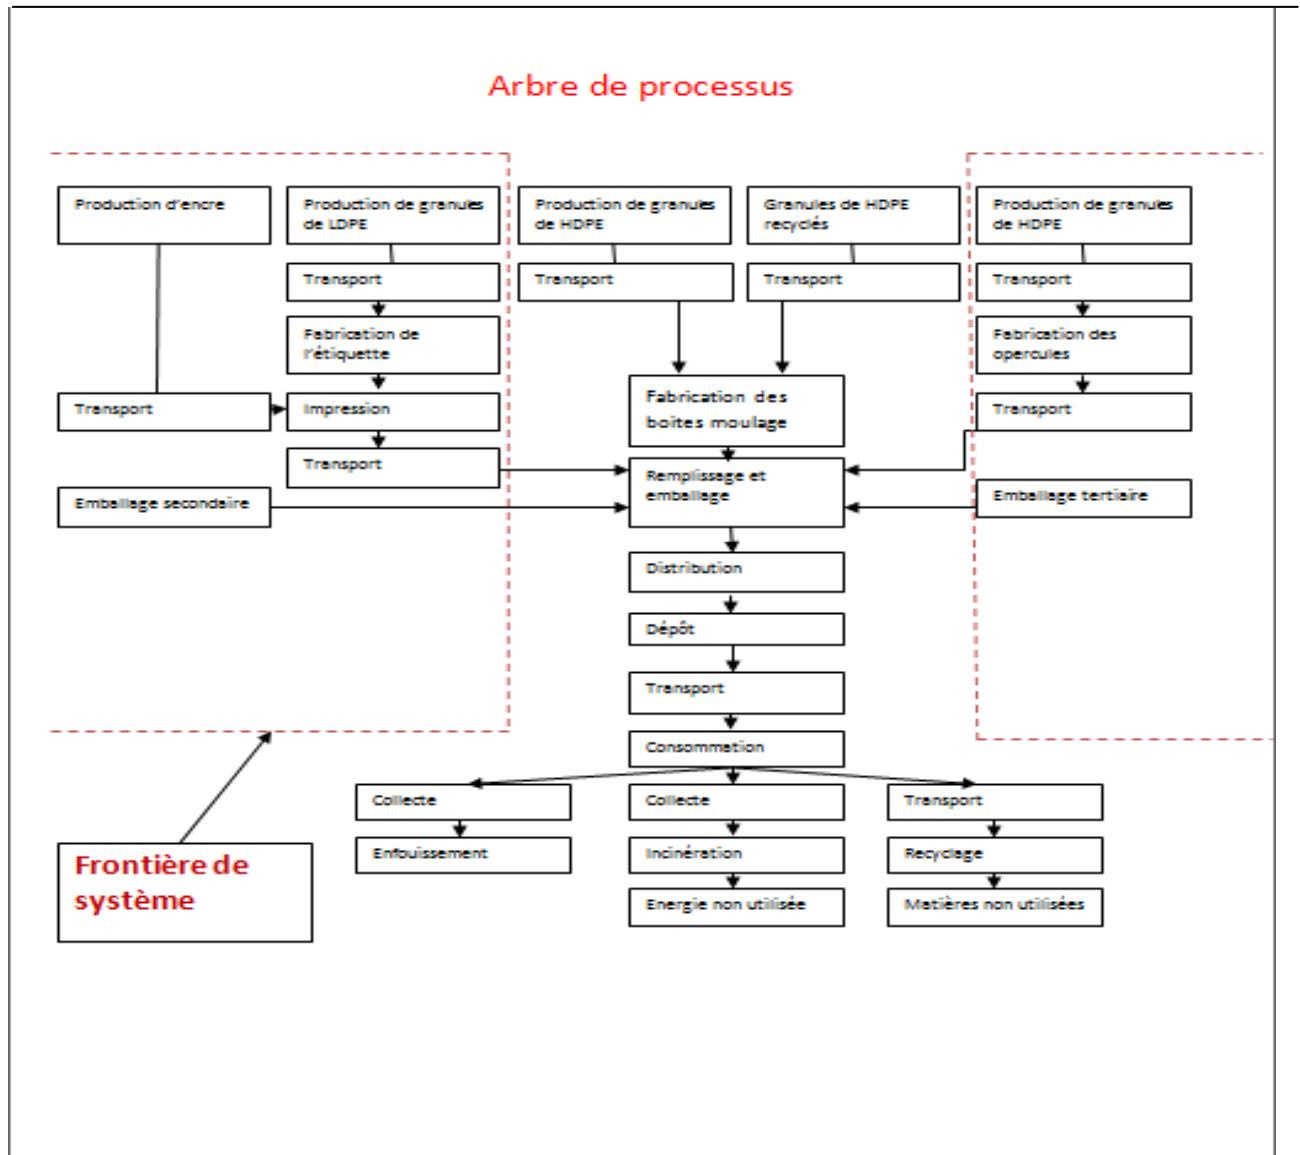 Arbre de processus
Production d'encre
Production de granules
de LDPE
Production de granules
de HDPE
Granules de HDPE
recyclés
Production de granules
de HDPE
Transport
Transport
Transport
Transport
Fabrication de
l'étiquette
Fabrication des
opercules
Transport
Impression
Fabrication des
boîtes moulage
Transport
Transport
Remplissage et
emballage
Emballage secondaire
Emballage tertiaire
Distribution
Dépôt
Transport
Consommation
Collecte
Collecte
Transport
Enfouissement
Incinération
Recyclage
Energie non utilisée
Matières non utilisées
Frontière de
système